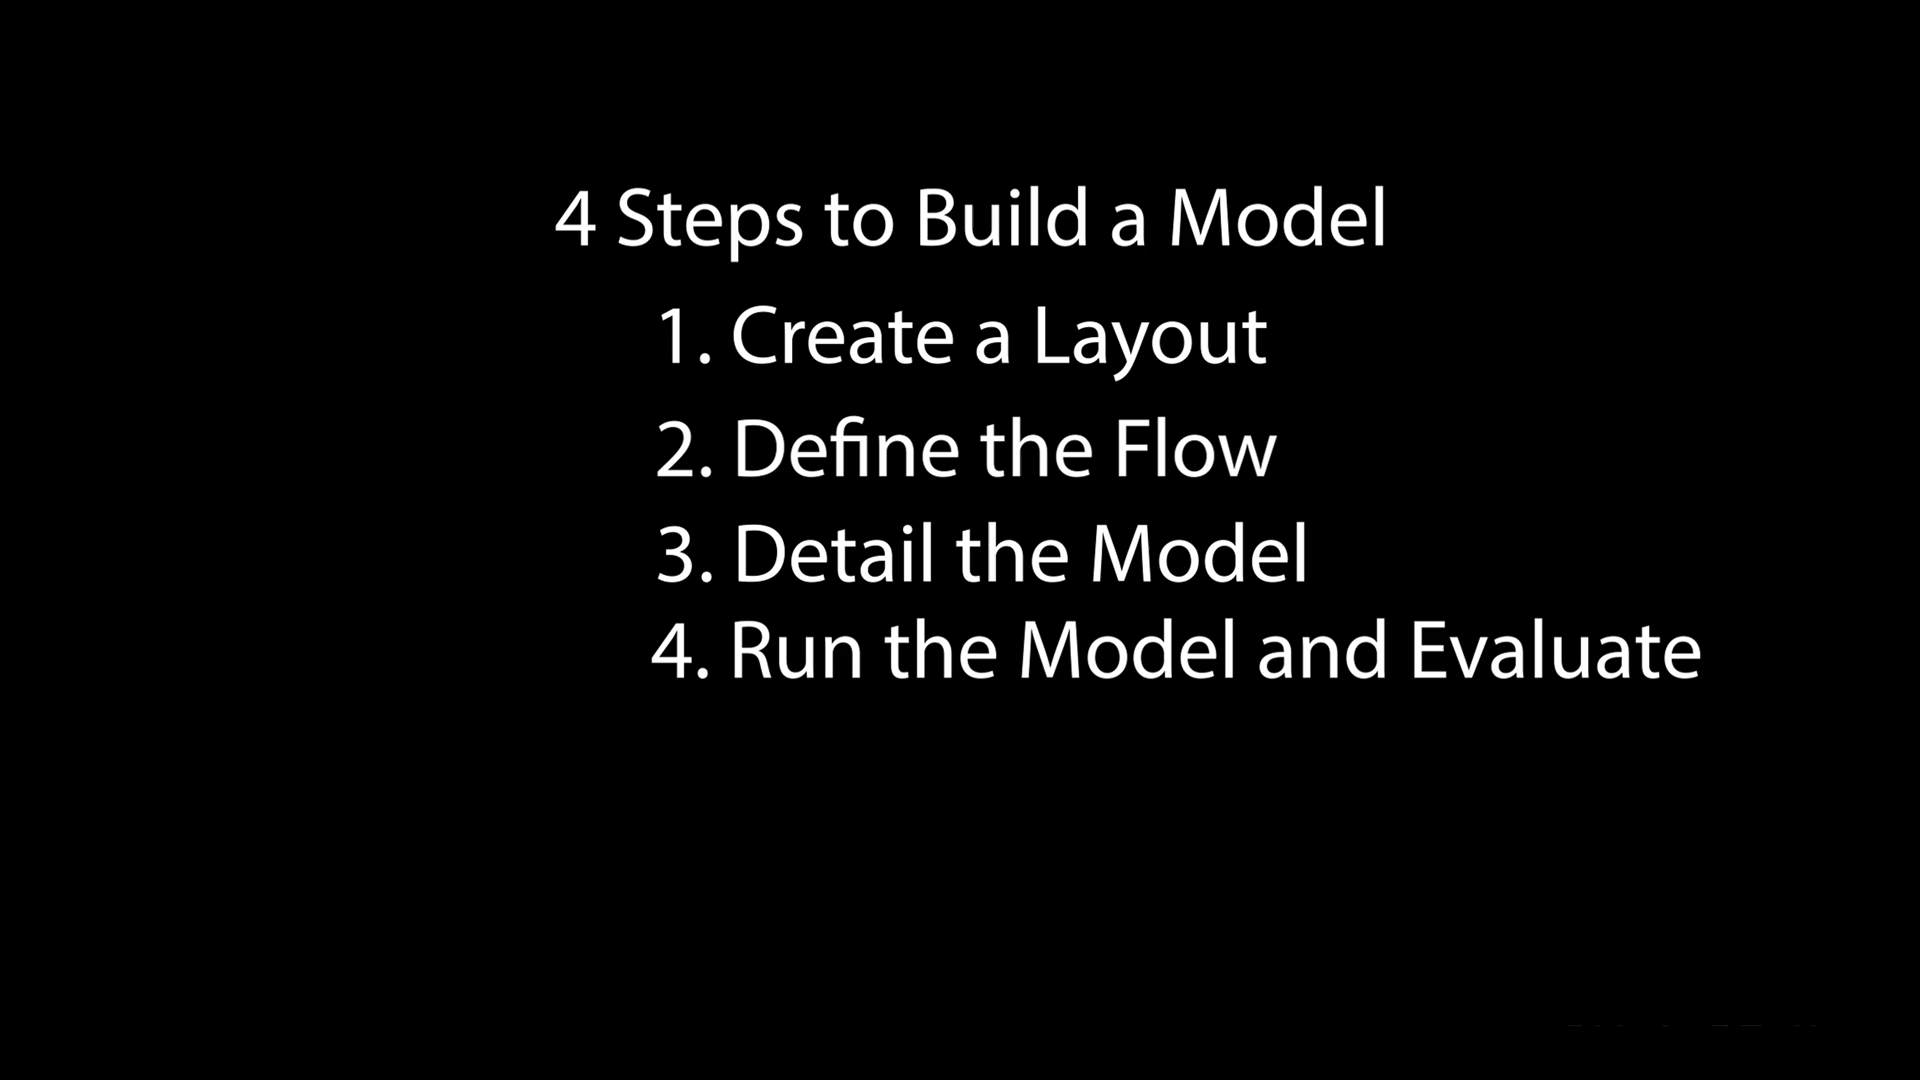 4 Steps to Build a Model
1. Create a Layout
2. Define the Flow
3. Detail the Model
4. Run the Model and Evaluate